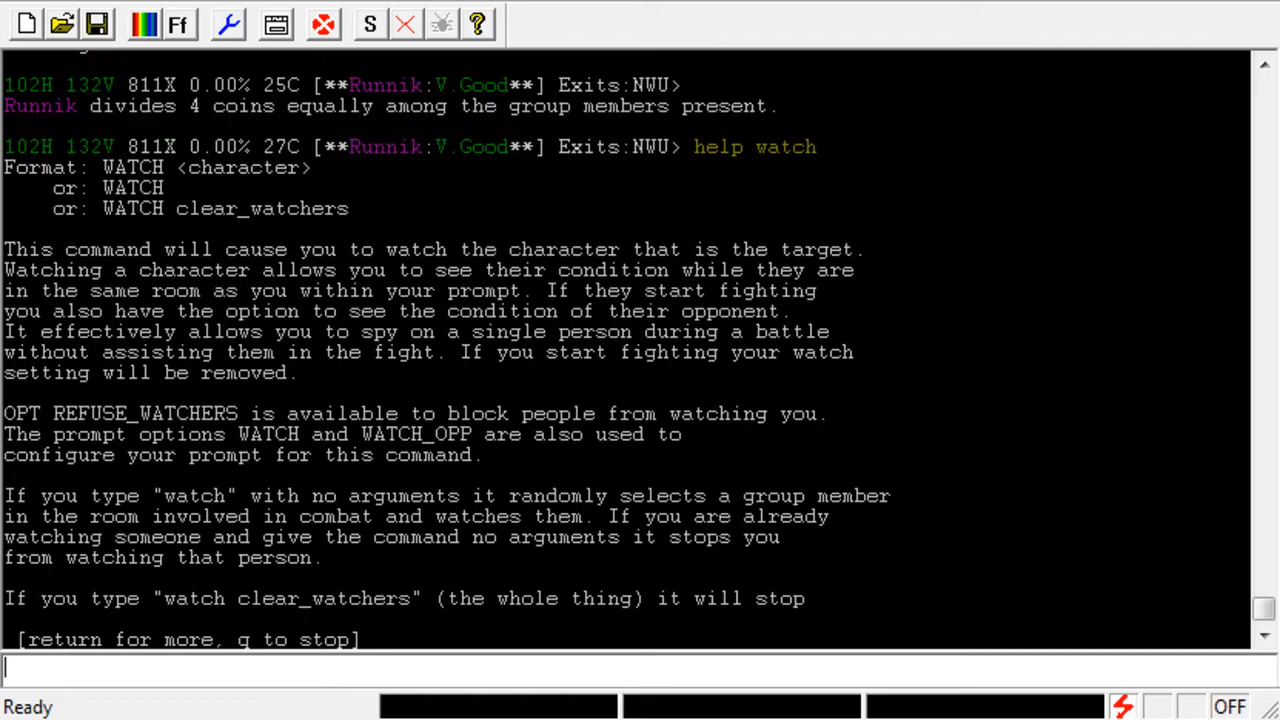 Ff
S
102H 132V 811X 0.00% 25C [**Runnik:V.Good**] Exits:NWU>
Runnik divides 4 coins equally among the group members present.
102H 132V 811X 0.00% 27C [**Runnik:V.Good**] Exits:NWU> help watch
Format: WATCH <character>
or: WATCH
or: WATCH clear_watchers
This command will cause you to watch the character that is the target.
Watching a character allows you to see their condition while they are
in the same room as you within your prompt. If they start fighting
you also have the option to see the condition of their opponent.
It effectively allows you to spy on a single person during a battle
without assisting them in the fight. If you start fighting your watch
setting will be removed.
OPT REFUSE_WATCHERS is available to block people from watching you.
The prompt options WATCH and WATCH_OPP are also used to
configure your prompt for this command.
If you type "watch" with no arguments it randomly selects a group member
in the room involved in combat and watches them. If you are already
watching someone and give the command no arguments it stops you
from watching that person.
If you type "watch clear_watchers" (the whole thing) it will stop
[return for more, q to stop]
Ready
OFF